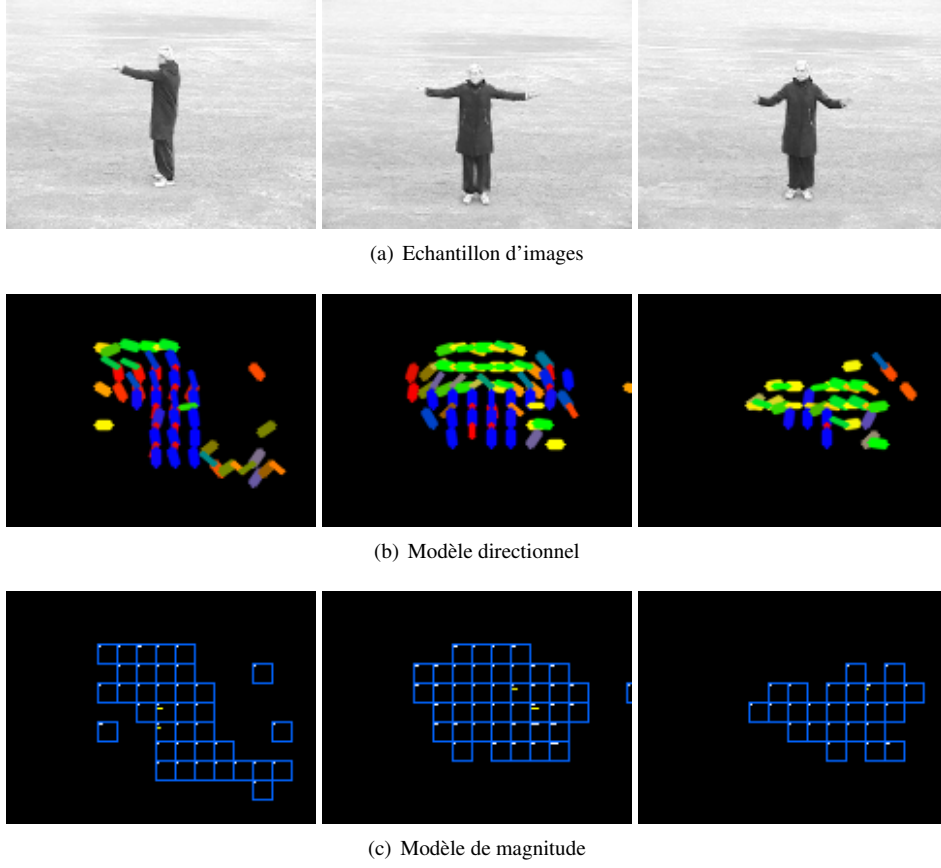 (a) Echantillon d'images
(b) Modèle directionnel
(c) Modèle de magnitude